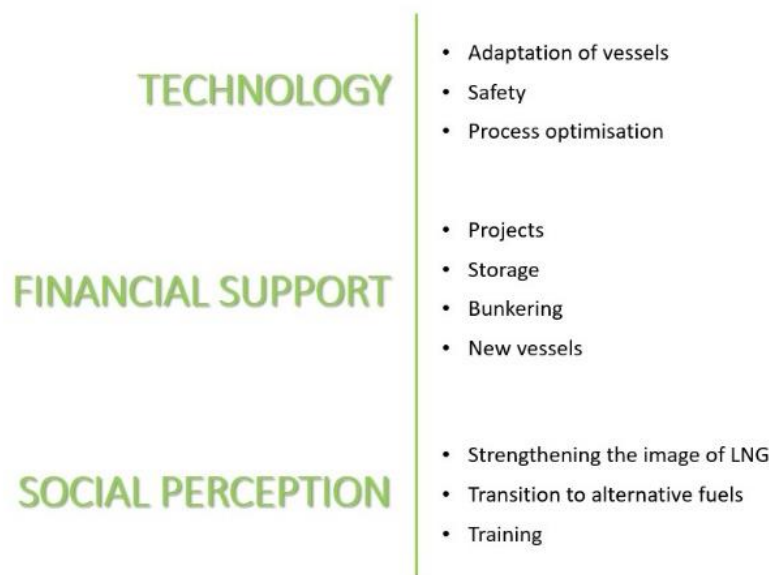 TECHNOLOGY
• Adaptation of vessels
• Safety
• Process optimisation
FINANCIAL SUPPORT
• Projects
• Storage
• Bunkering
• New vessels
SOCIAL PERCEPTION
• Strengthening the image of LNG
• Transition to alternative fuels
• Training